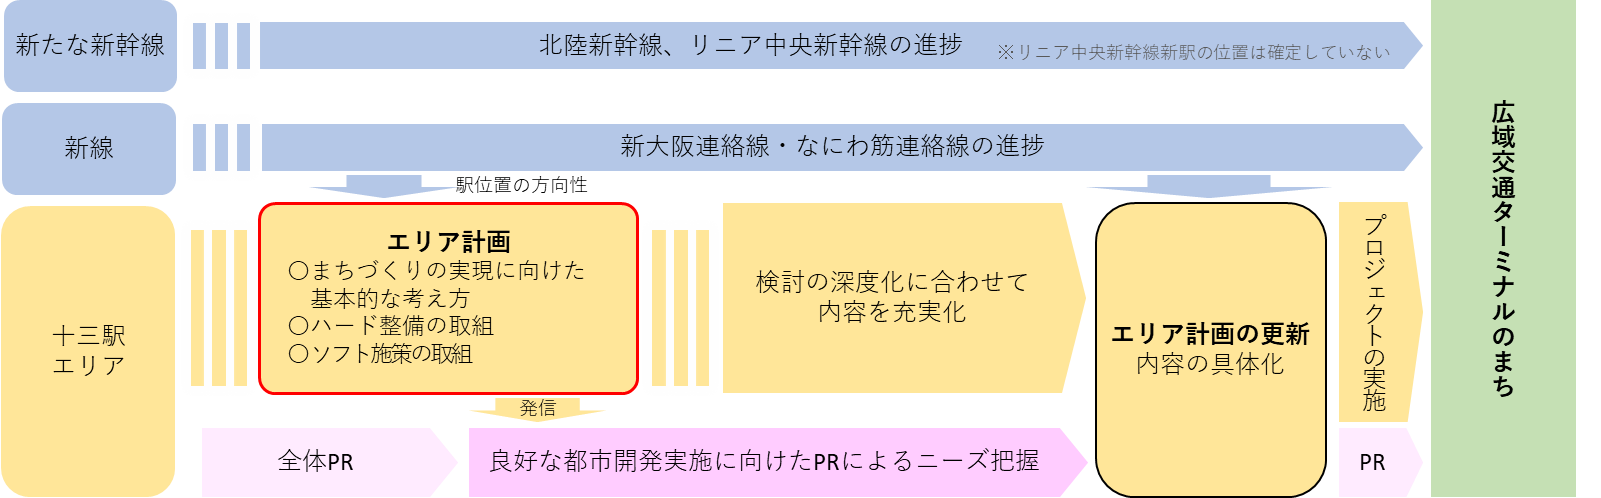 新たな新幹線
北陸新幹線、リニア中央新幹線の進捗
※リニア中央新幹線新駅の位置は確定していない
新線
新大阪連絡線・なにわ筋連絡線の進捗
駅位置の方向性
十三駅
エリア
エリア計画
〇まちづくりの実現に向けた
基本的な考え方
〇ハード整備の取組
〇ソフト施策の取組
検討の深度化に合わせて
内容を充実化
エリア計画の更新
内容の具体化
プロジェクトの実施
発信
全体PR
良好な都市開発実施に向けたPRによるニーズ把握
PR
広域交通ターミナルのまち